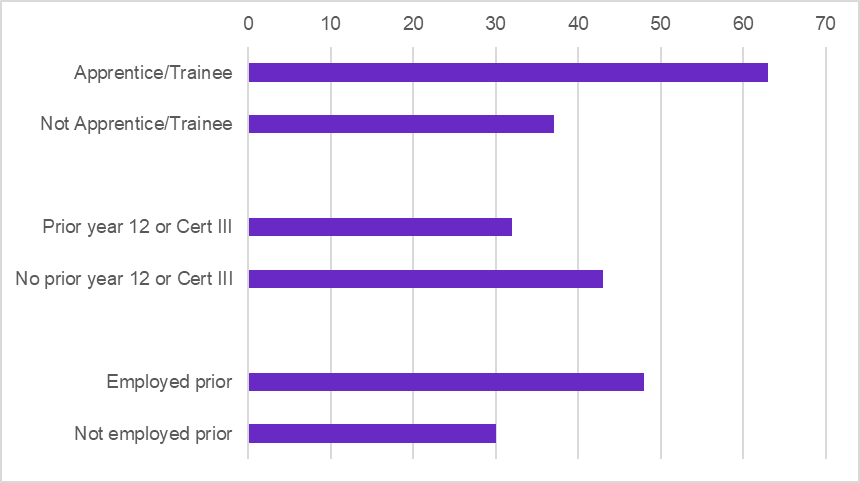 0 10 20 30 40 50 60 70
Apprentice/Trainee
Not Apprentice/Trainee
Prior year 12 or Cert III
No prior year 12 or Cert III
Employed prior
Not employed prior